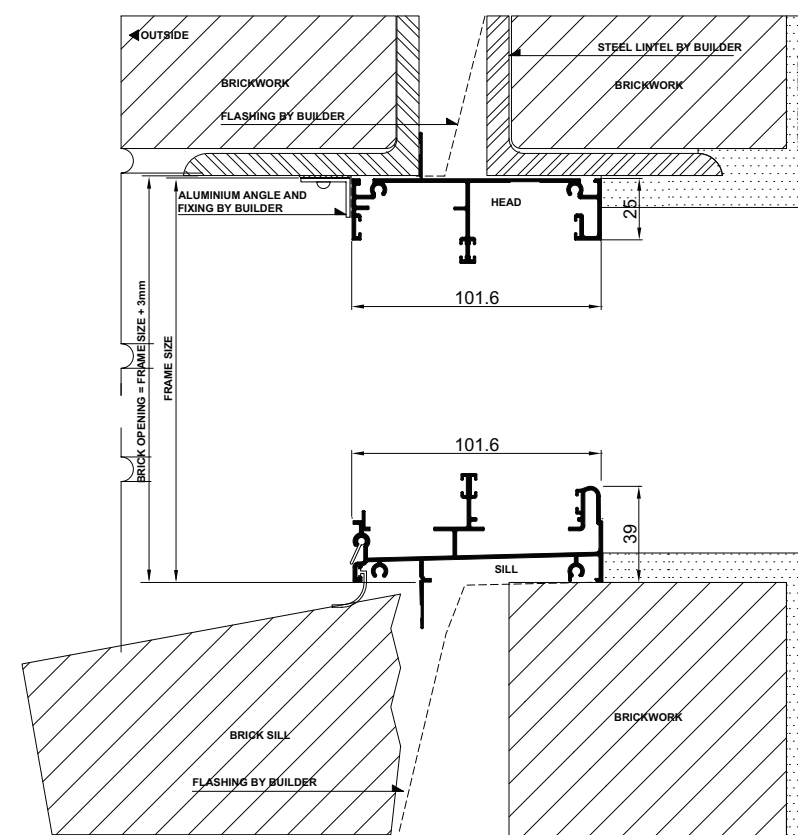 OUTSIDE
STEEL LINTEL BY BUILDER
BRICKWORK
BRICKWORK
FLASHING BY BUILDER
ALUMINIUM ANGLE AND
FIXING BY BUILDER
HEAD
25
101.6
BRICK OPENING = FRAME SIZE + 3mm
FRAME SIZE
101.6
39
SILL
BRICKWORK
BRICK SILL
FLASHING BY BUILDER